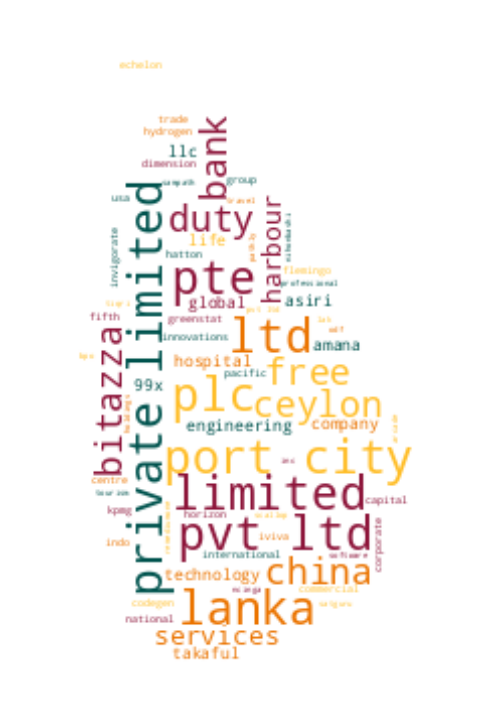 echelon
trade
hydrogen
llc
dimension
bank
sampath
group
usa
travel
private limited
duty
harbour
life
hatton
invigorate
pte
flemingo
professional
global
asiri
fifth
greenstat
ltd
innovations
amana
bitazza
hospital
pacific
free
99x
plc
ceylon
engineering
company
port city
inc
centre
tourism
limited
capital
kpmg
horizon
pvt ltd
corporate
indo
iviva
international
software
technology
china
commercial
codegen
lanka
national
services
takaful